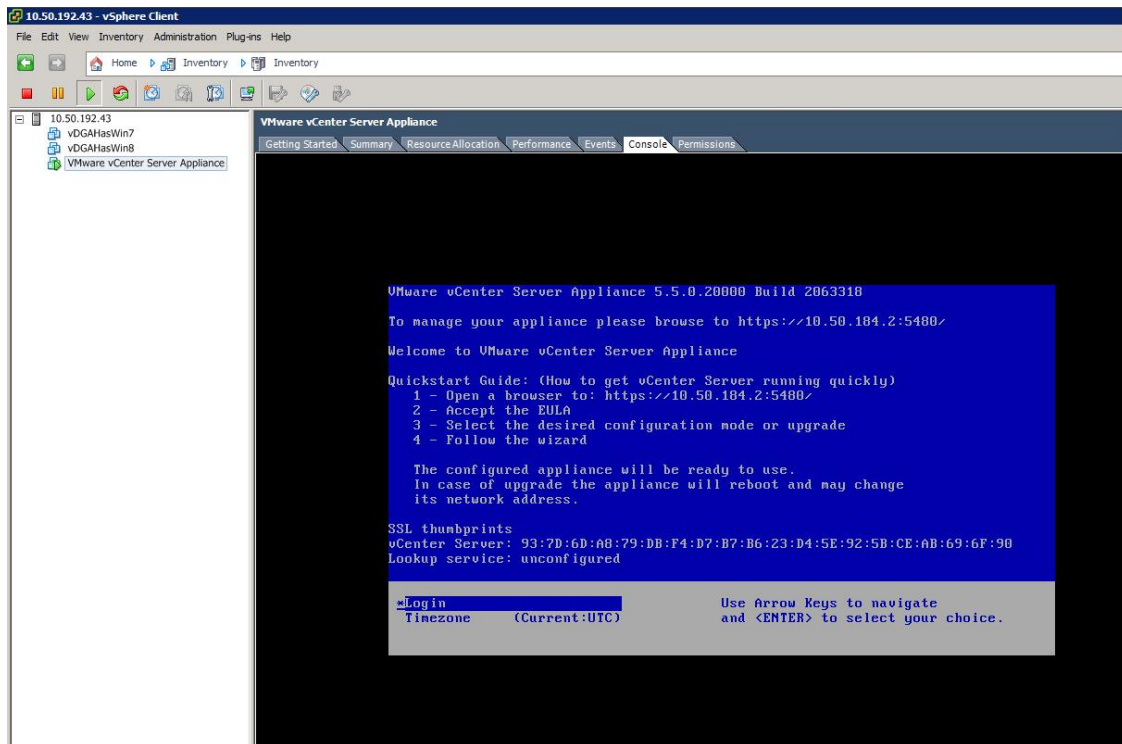 10.50.192.43 - vSphere Client
File Edit View Inventory Administration Plug-ins Help
Home Inventory Inventory
10.50.192.43
vDGAHasWin7
vDGAHasWin8
VMware vCenter Server Appliance
VMware vCenter Server Appliance
Getting Started Summary Resource Allocation Performance Events Console Permissions
VMware vCenter Server Appliance 5.5.0.20000 Build 2063318
To manage your appliance please browse to https://10.50.184.2:5480/
Welcome to VMware vCenter Server Appliance
Quickstart Guide: (How to get vCenter Server running quickly)
1 - Open a browser to: https://10.50.184.2:5480/
2 - Accept the EULA
3 - Select the desired configuration mode or upgrade
4 - Follow the wizard
The configured appliance will be ready to use.
In case of upgrade the appliance will reboot and may change
its network address.
SSL thumbprints
vCenter Server: 93:7D:6D:A8:79:DB:F4:D7:B7:B6:23:D4:5E:92:5B:CE:AB:69:6F:90
Lookup service: unconfigured
*Login Use Arrow Keys to navigate
Timezone (Current:UTC) and <ENTER> to select your choice.